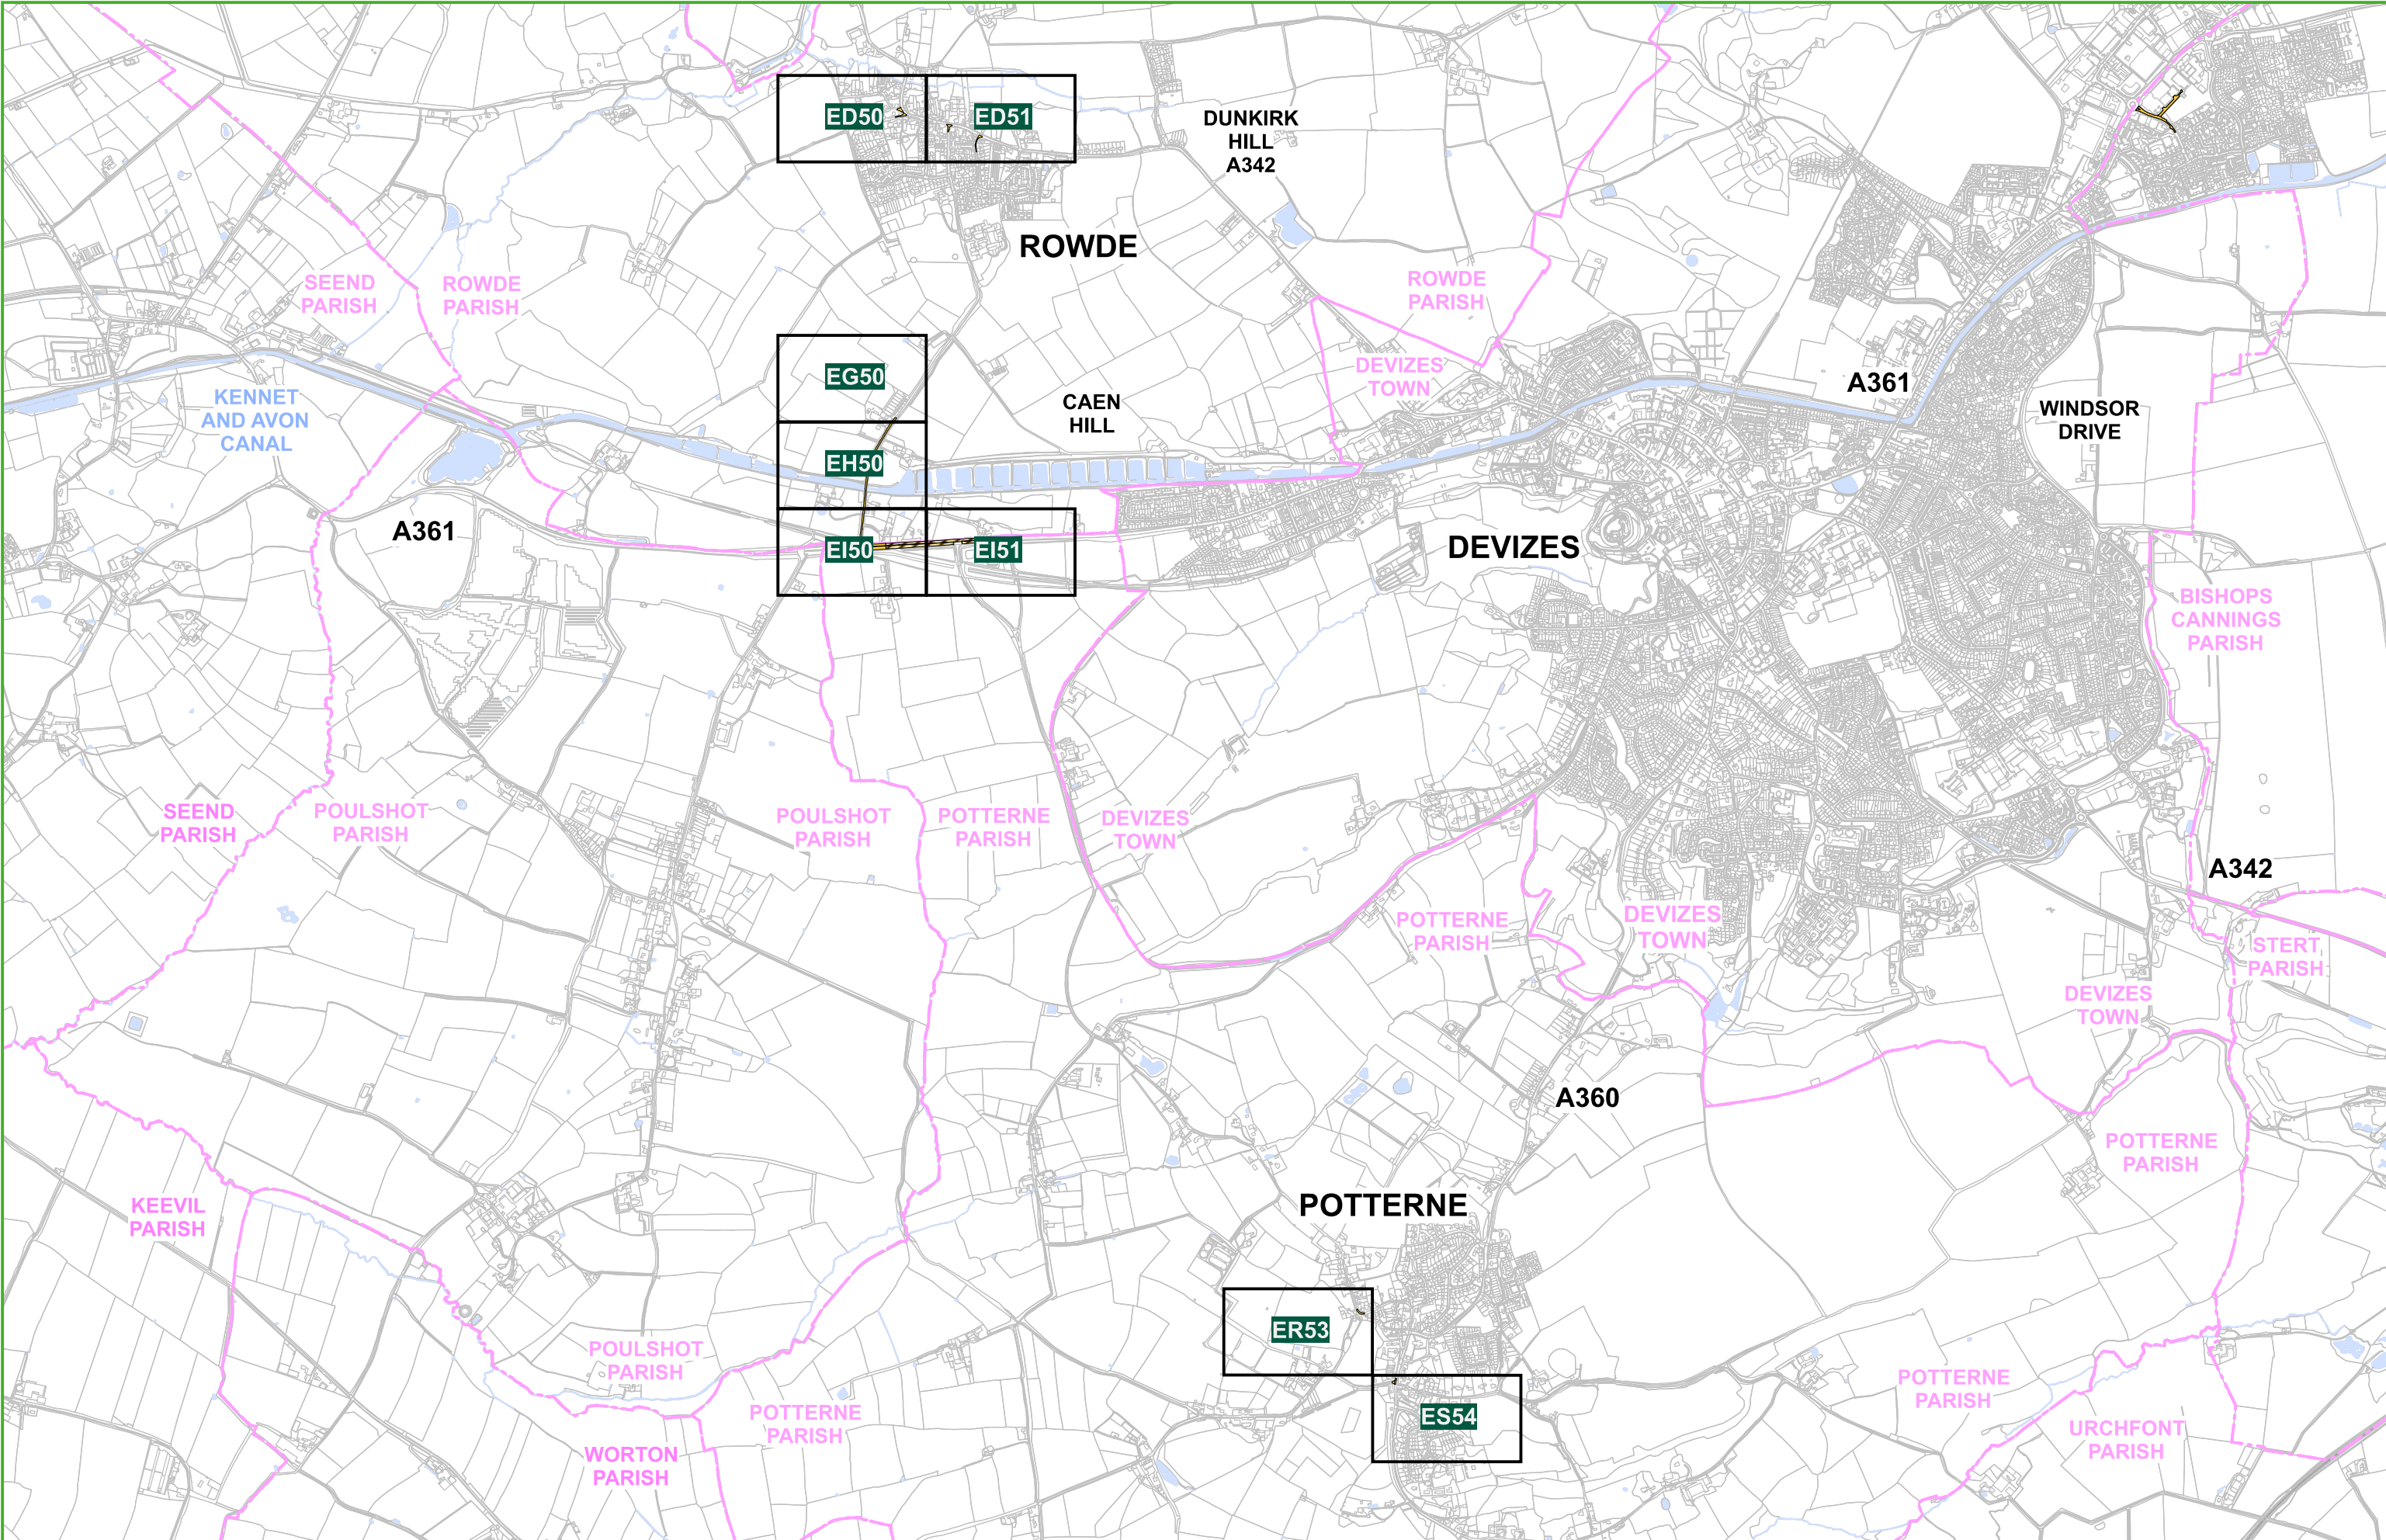 ED50
ED51
DUNKIRK
HILL
A342
ROWDE
SEEND
PARISH
ROWDE
PARISH
ROWDE
PARISH
DEVIZES
TOWN
EG50
A361
KENNET
AND AVON
CANAL
CAEN
HILL
WINDSOR
DRIVE
EH50
A361
EI50
EI51
DEVIZES
BISHOPS
CANNINGS
PARISH
SEEND
PARISH
POULSHOT
PARISH
POULSHOT
PARISH
POTTERNE
PARISH
DEVIZES
TOWN
A342
POTTERNE
PARISH
DEVIZES
TOWN
STERT
PARISH
DEVIZES
TOWN
A360
POTTERNE
PARISH
KEEVIL
PARISH
POTTERNE
ER53
POULSHOT
PARISH
POTTERNE
PARISH
POTTERNE
PARISH
ES54
URCHFONT
PARISH
WORTON
PARISH